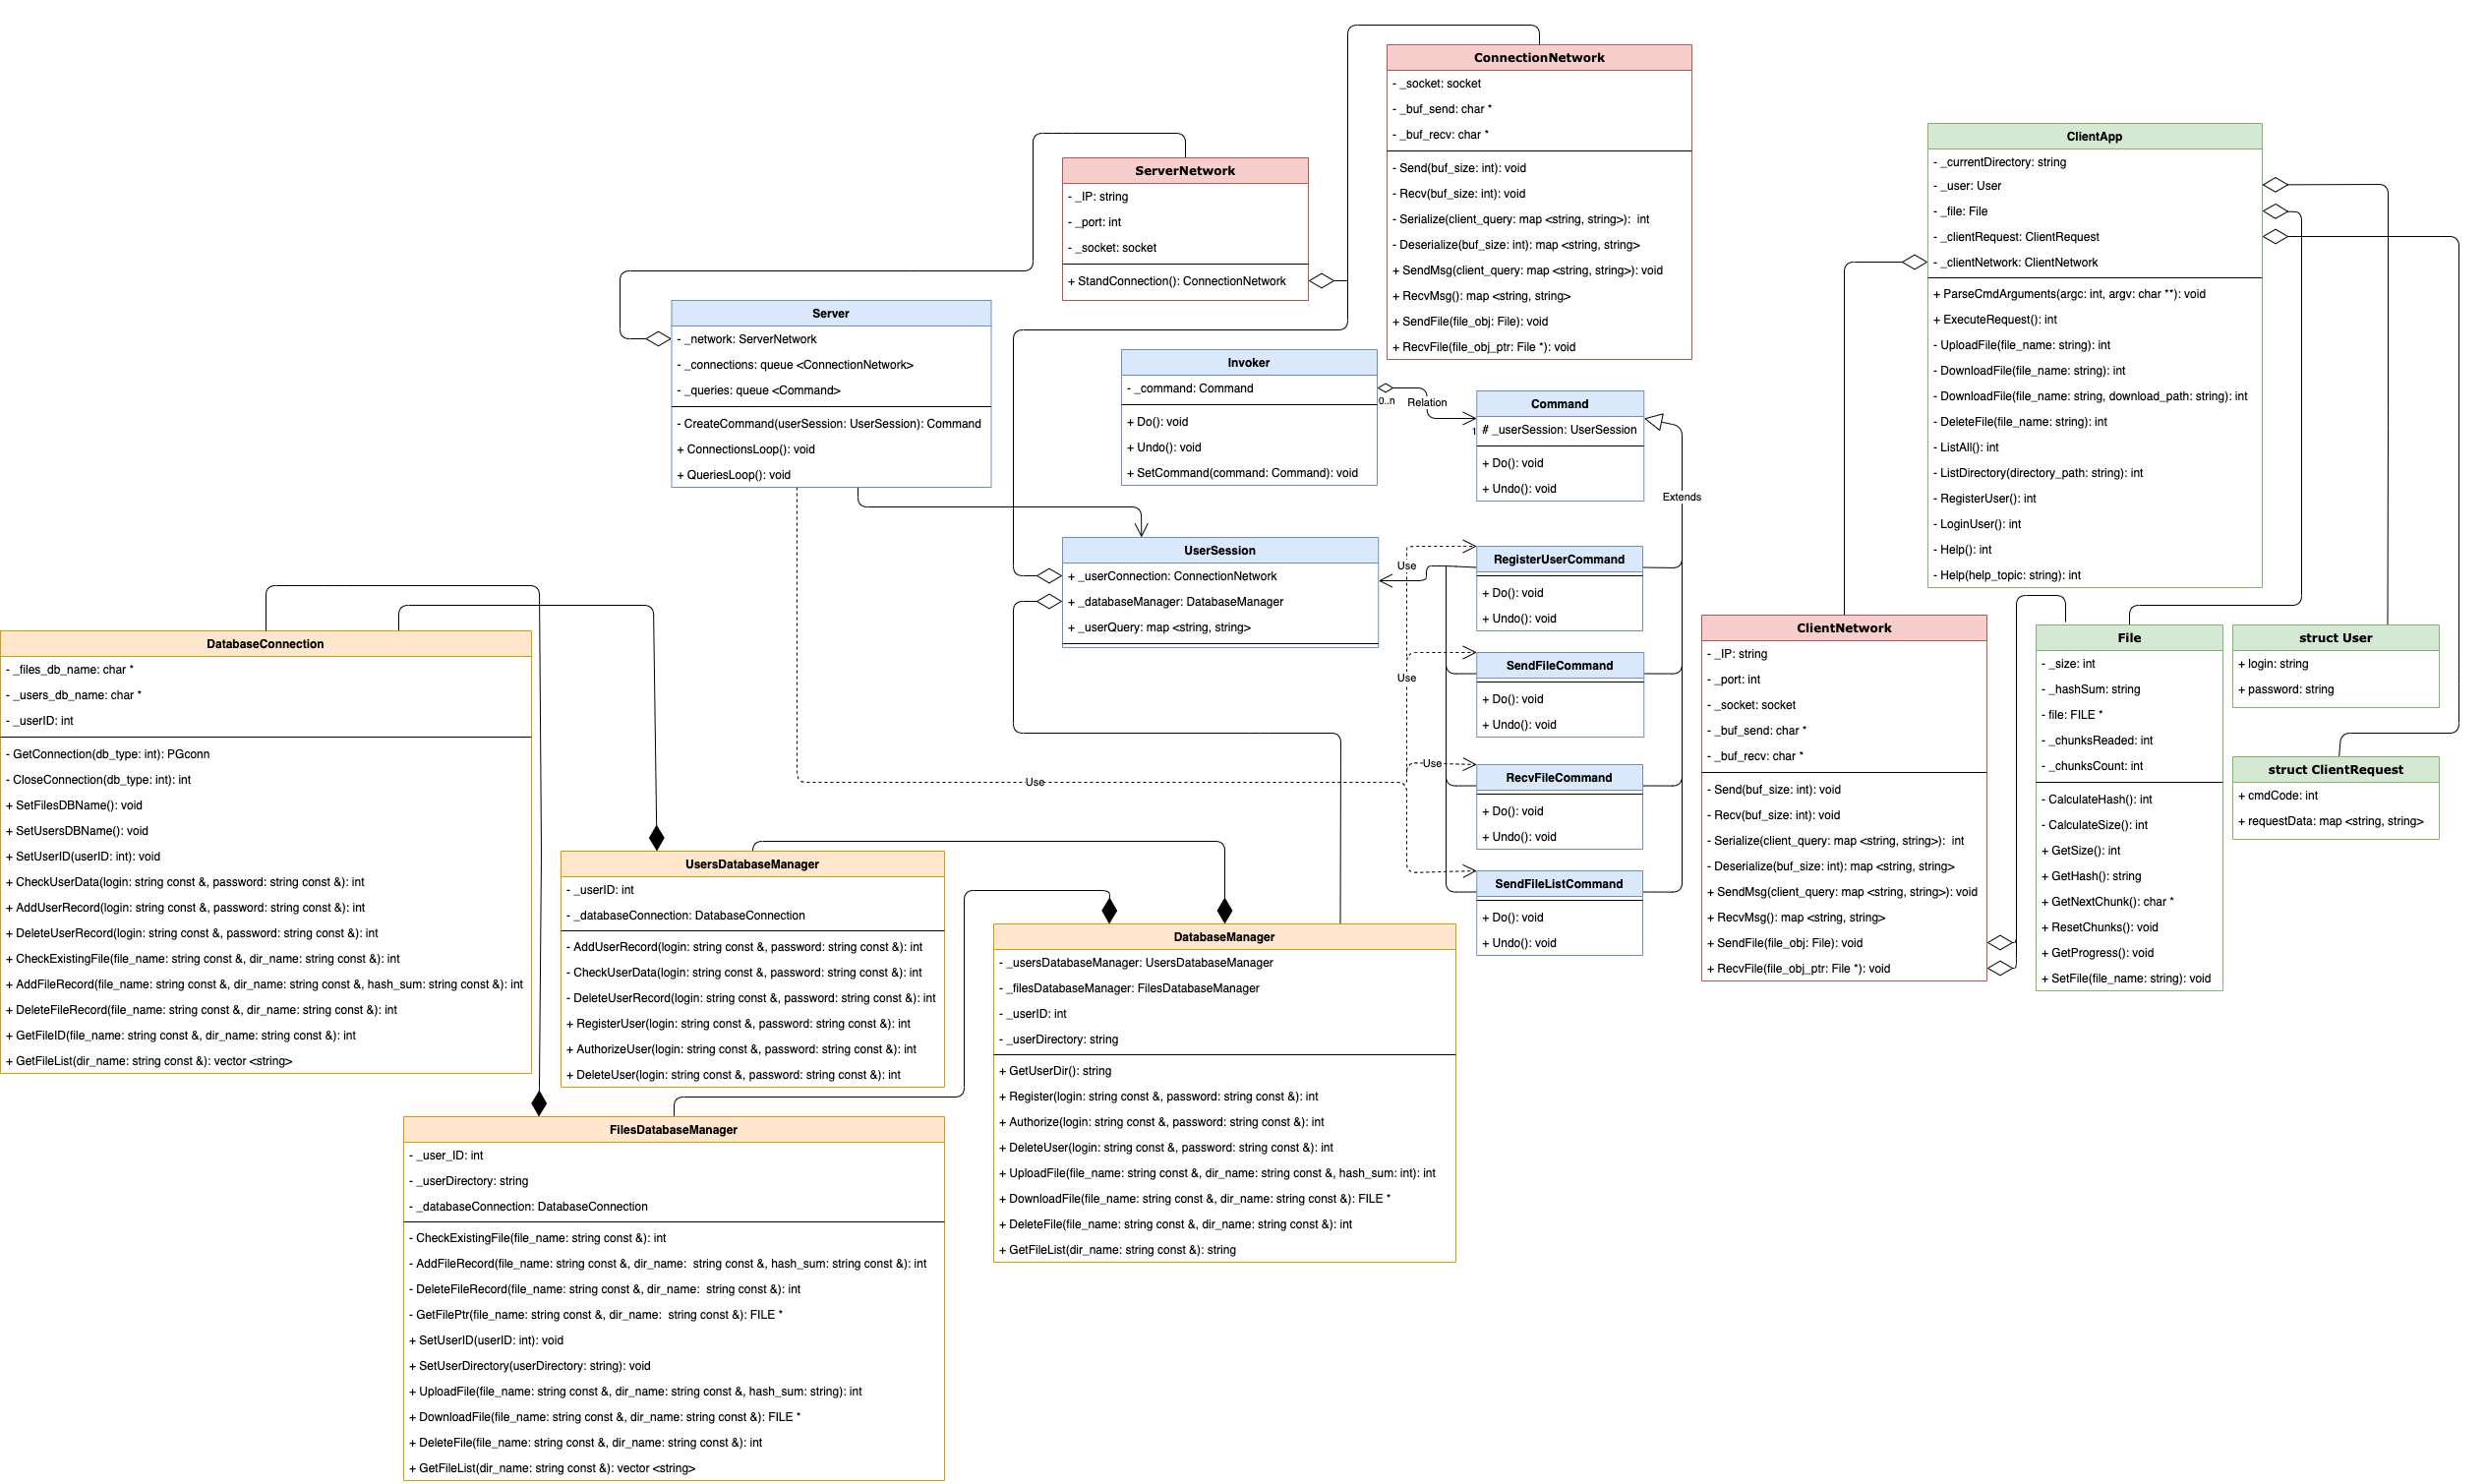 ConnectionNetwork
- _socket: socket
- _buf_send: char *
- _buf_recv: char *
- Send(buf_size: int): void
- Recv(buf_size: int): void
- Serialize(client_query: map <string, string>):  int
- Deserialize(buf_size: int): map <string, string>
+ SendMsg(client_query: map <string, string>): void
+ RecvMsg(): map <string, string>
+ SendFile(file_obj: File): void
+ RecvFile(file_obj_ptr: File *): void
ServerNetwork
- _IP: string
- _port: int
- _socket: socket
+ StandConnection(): ConnectionNetwork
ClientApp
- _currentDirectory: string
- _user: User
- _file: File
- _clientRequest: ClientRequest
- _clientNetwork: ClientNetwork
+ ParseCmdArguments(argc: int, argv: char **): void
+ ExecuteRequest(): int
- UploadFile(file_name: string): int
- DownloadFile(file_name: string): int
- DownloadFile(file_name: string, download_path: string): int
- DeleteFile(file_name: string): int
- ListAll(): int
- ListDirectory(directory_path: string): int
- RegisterUser(): int
- LoginUser(): int
- Help(): int
- Help(help_topic: string): int
Server
- _network: ServerNetwork
- _connections: queue <ConnectionNetwork>
- _queries: queue <Command>
- CreateCommand(userSession: UserSession): Command
+ ConnectionsLoop(): void
+ QueriesLoop(): void
Invoker
- _command: Command
+ Do(): void
+ Undo(): void
+ SetCommand(command: Command): void
0..n
Relation
1
Command
# _userSession: UserSession
+ Do(): void
+ Undo(): void
Extends
UserSession
+ _userConnection: ConnectionNetwork
+ _databaseManager: DatabaseManager
+ _userQuery: map <string, string>
Use
RegisterUserCommand
+ Do(): void
+ Undo(): void
Use
SendFileCommand
+ Do(): void
+ Undo(): void
Use
RecvFileCommand
+ Do(): void
+ Undo(): void
Use
SendFileListCommand
+ Do(): void
+ Undo(): void
ClientNetwork
- _IP: string
- _port: int
- _socket: socket
- _buf_send: char *
- _buf_recv: char *
- Send(buf_size: int): void
- Recv(buf_size: int): void
- Serialize(client_query: map <string, string>):  int
- Deserialize(buf_size: int): map <string, string>
+ SendMsg(client_query: map <string, string>): void
+ RecvMsg(): map <string, string>
+ SendFile(file_obj: File): void
+ RecvFile(file_obj_ptr: File *): void
File
- _size: int
- _hashSum: string
- file: FILE *
- _chunksReaded: int
- _chunksCount: int
- CalculateHash(): int
- CalculateSize(): int
+ GetSize(): int
+ GetHash(): string
+ GetNextChunk(): char *
+ ResetChunks(): void
+ GetProgress(): void
+ SetFile(file_name: string): void
struct User
+ login: string
+ password: string
struct ClientRequest
+ cmdCode: int
+ requestData: map <string, string>
DatabaseConnection
- _files_db_name: char *
- _users_db_name: char *
- _userID: int
- GetConnection(db_type: int): PGconn
- CloseConnection(db_type: int): int
+ SetFilesDBName(): void
+ SetUsersDBName(): void
+ SetUserID(userID: int): void
+ CheckUserData(login: string const &, password: string const &): int
+ AddUserRecord(login: string const &, password: string const &): int
+ DeleteUserRecord(login: string const &, password: string const &): int
+ CheckExistingFile(file_name: string const &, dir_name: string const &): int
+ AddFileRecord(file_name: string const &, dir_name: string const &, hash_sum: string const &): int
+ DeleteFileRecord(file_name: string const &, dir_name: string const &): int
+ GetFileID(file_name: string const &, dir_name: string const &): int
+ GetFileList(dir_name: string const &): vector <string>
UsersDatabaseManager
- _userID: int
- _databaseConnection: DatabaseConnection
- AddUserRecord(login: string const &, password: string const &): int
- CheckUserData(login: string const &, password: string const &): int
- DeleteUserRecord(login: string const &, password: string const &): int
+ RegisterUser(login: string const &, password: string const &): int
+ AuthorizeUser(login: string const &, password: string const &): int
+ DeleteUser(login: string const &, password: string const &): int
DatabaseManager
- _usersDatabaseManager: UsersDatabaseManager
- _filesDatabaseManager: FilesDatabaseManager
- _userID: int
- _userDirectory: string
+ GetUserDir(): string
+ Register(login: string const &, password: string const &): int
+ Authorize(login: string const &, password: string const &): int
+ DeleteUser(login: string const &, password: string const &): int
+ UploadFile(file_name: string const &, dir_name: string const &, hash_sum: int): int
+ DownloadFile(file_name: string const &, dir_name: string const &): FILE *
+ DeleteFile(file_name: string const &, dir_name: string const &): int
+ GetFileList(dir_name: string const &): string
FilesDatabaseManager
- _user_ID: int
- _userDirectory: string
- _databaseConnection: DatabaseConnection
- CheckExistingFile(file_name: string const &): int
- AddFileRecord(file_name: string const &, dir_name:  string const &, hash_sum: string const &): int
- DeleteFileRecord(file_name: string const &, dir_name:  string const &): int
- GetFilePtr(file_name: string const &, dir_name:  string const &): FILE *
+ SetUserID(userID: int): void
+ SetUserDirectory(userDirectory: string): void
+ UploadFile(file_name: string const &, dir_name: string const &, hash_sum: string): int
+ DownloadFile(file_name: string const &, dir_name: string const &): FILE *
+ DeleteFile(file_name: string const &, dir_name: string const &): int
+ GetFileList(dir_name: string const &): vector <string>